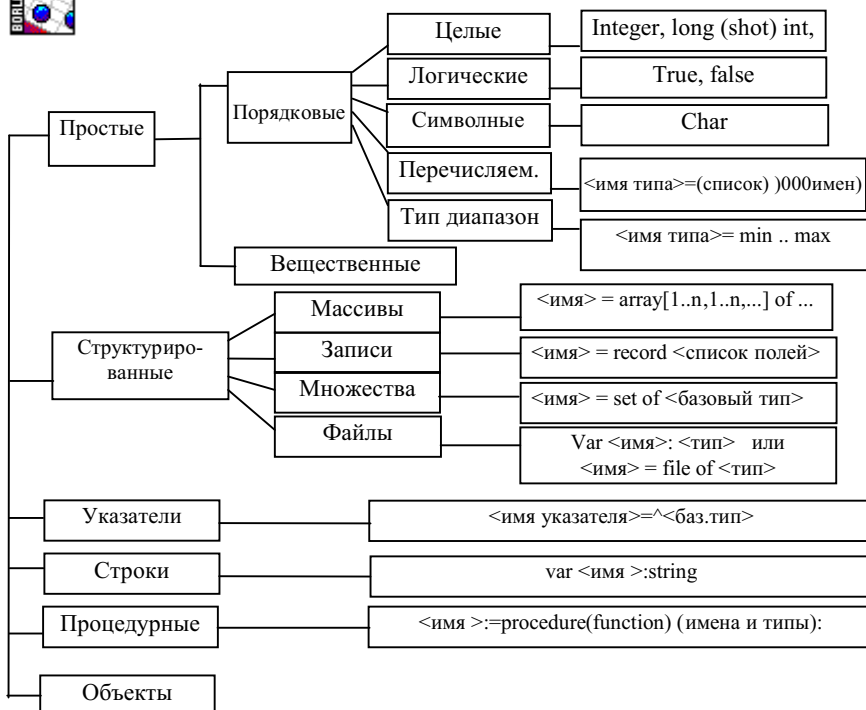 BORL
Целые
Integer, long (shot) int,
Логические
True, false
Порядковые
Символные
Char
Простые
Перечисляем.
<имя типа>=(список) )000имен)
Тип диапазон
<имя типа>= min .. max
Вещественные
Массивы
<имя> = array[1..n,1..n,...] of ...
Структуриро-
ванные
Записи
<имя> = record <список полей>
Множества
<имя> = set of <базовый тип>
Файлы
Var <имя>: <тип> или
<имя> = file of <тип>
Указатели
<имя указателя>=^<баз.тип>
Строки
var <имя >:string
Процедурные
<имя >:=procedure(function) (имена и типы):
Объекты